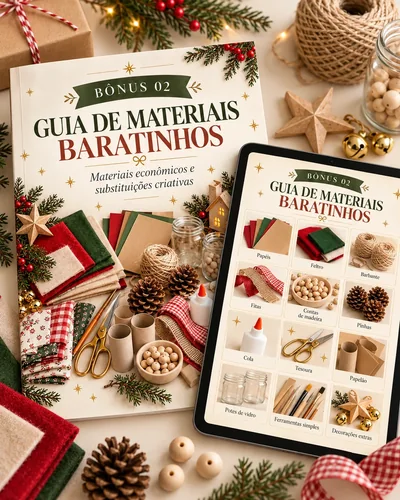 BÔNUS 02
GUIA DE MATERIAIS
BARATINHOS
Materiais econômicos e
substituições criativas
BÔNUS 02
GUIA DE MATERIAIS
BARATINHOS
Papéis
Feltro
Barbante
Fitas
Contas
de madeira
Pinhas
Cola
Tesoura
Papelão
Potes de vidro
Ferramentas simples
Decorações extras